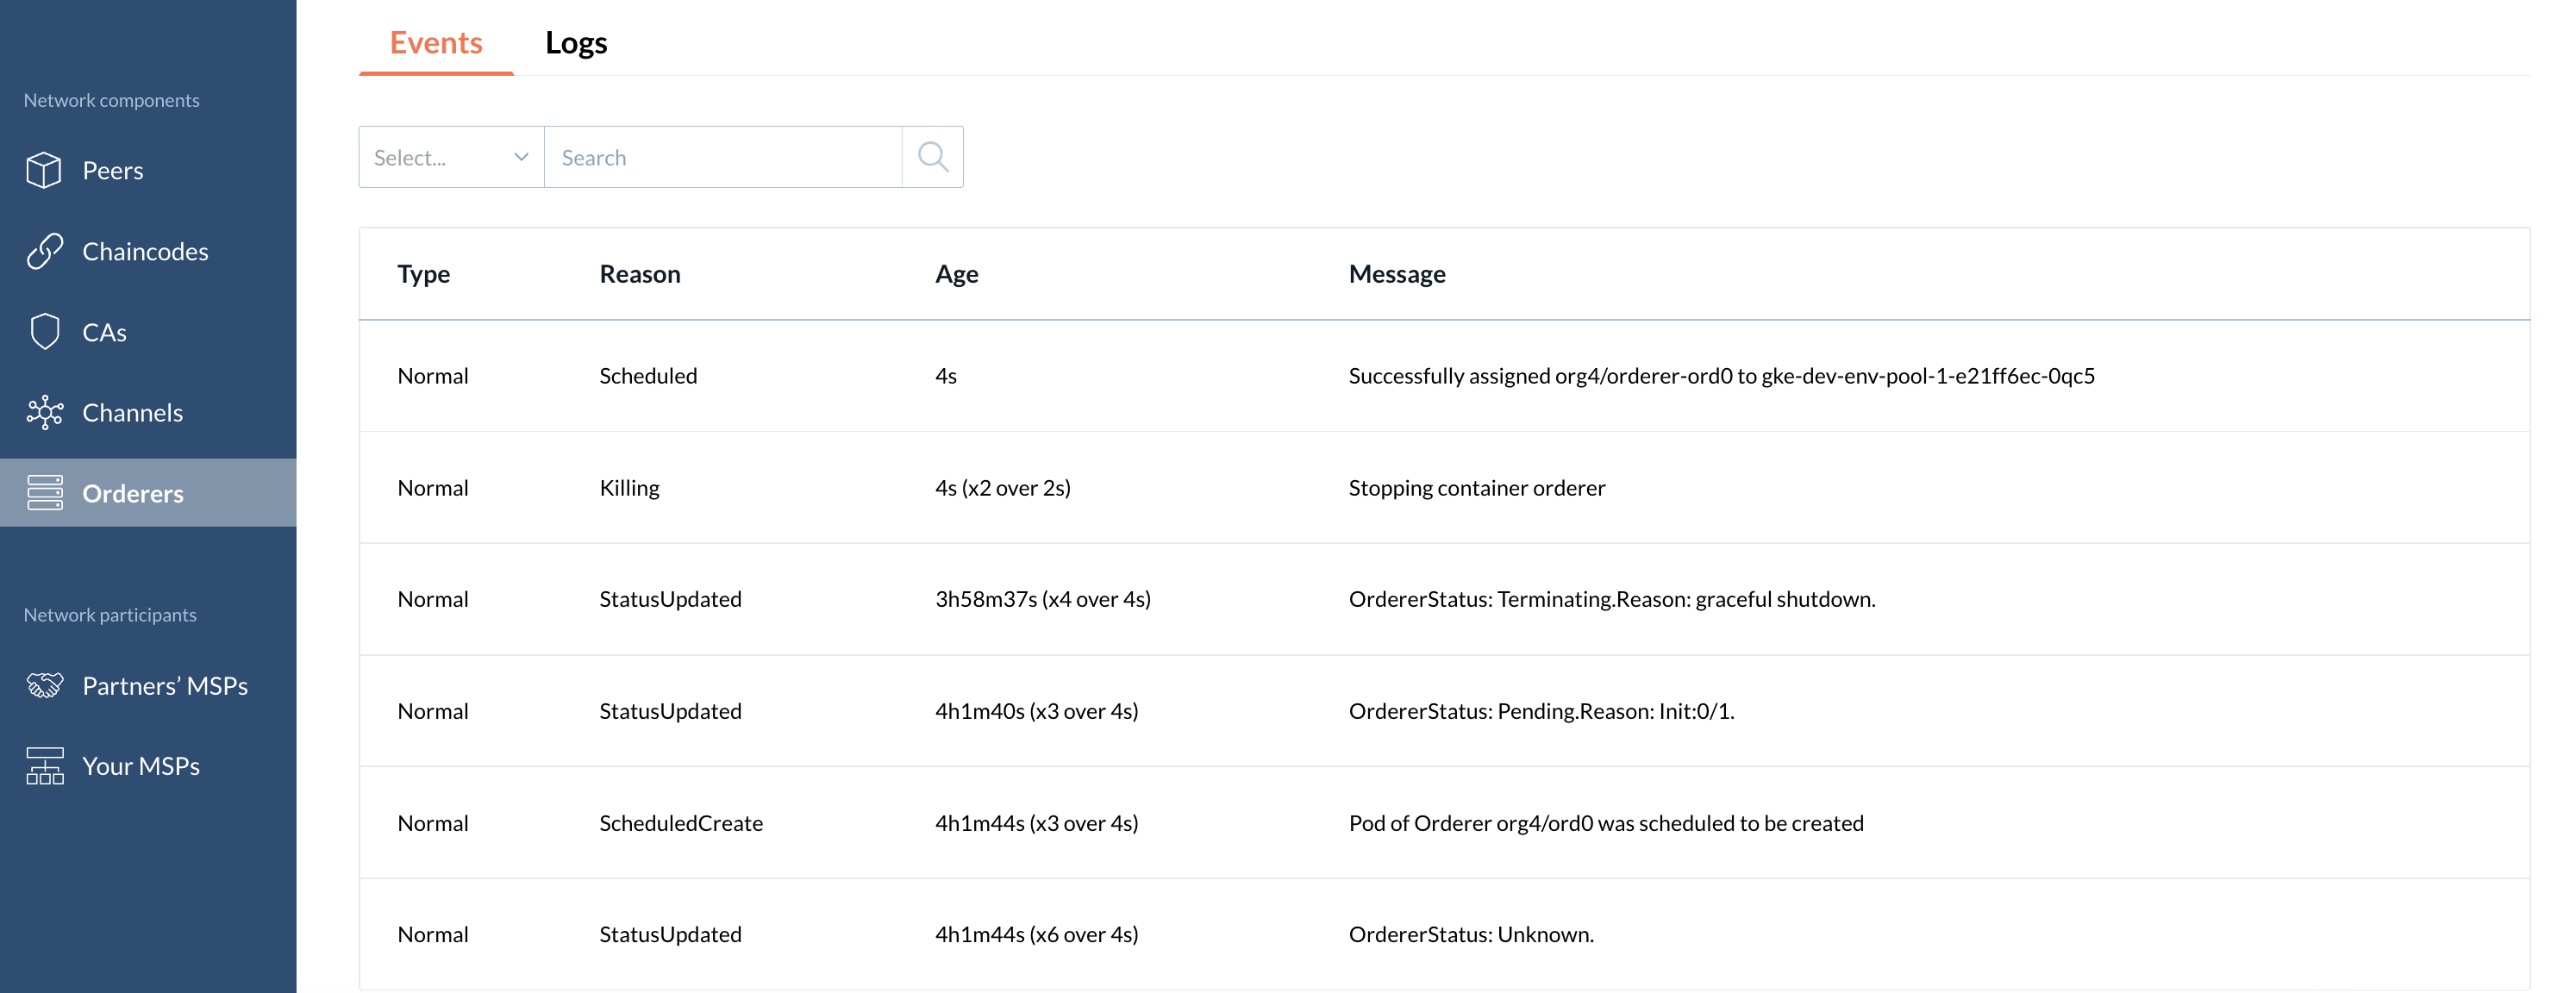 Network components
Peers
Chaincodes
CAs
Channels
Orderers
Network participants
Partners’ MSPs
Your MSPs
Events Logs
Select... Search
Type Reason Age Message
Normal Scheduled 4s Successfully assigned org4/orderer-ord0 to gke-dev-env-pool-1-e21ff6ec-0qc5
Normal Killing 4s (x2 over 2s) Stopping container orderer
Normal StatusUpdated 3h58m37s (x4 over 4s) OrdererStatus: Terminating.Reason: graceful shutdown.
Normal StatusUpdated 4h1m40s (x3 over 4s) OrdererStatus: Pending.Reason: Init:0/1.
Normal ScheduledCreate 4h1m44s (x3 over 4s) Pod of Orderer org4/ord0 was scheduled to be created
Normal StatusUpdated 4h1m44s (x6 over 4s) OrdererStatus: Unknown.